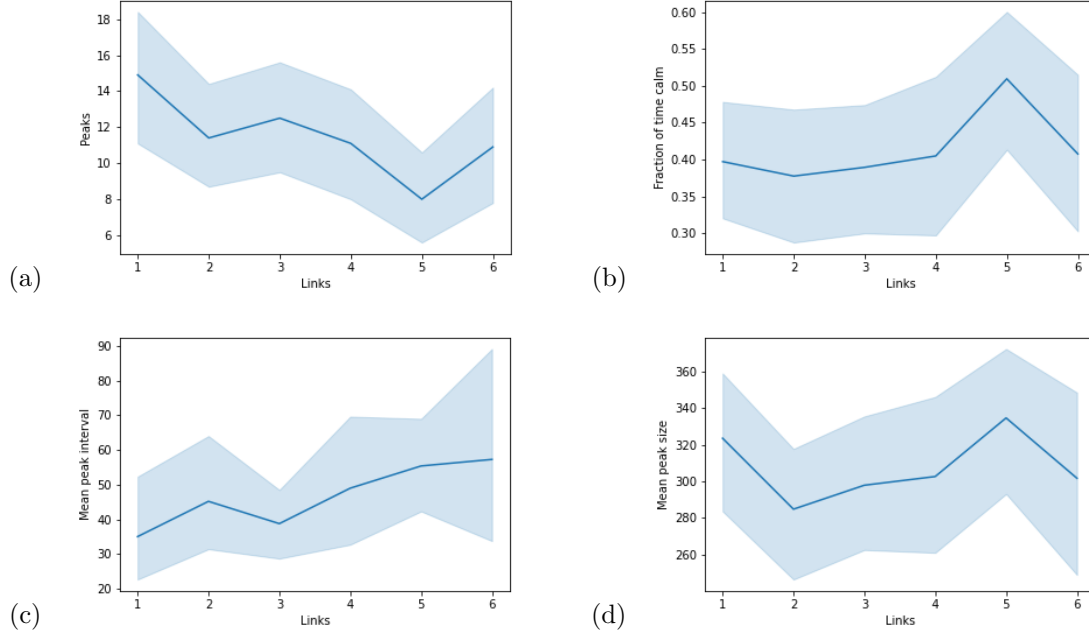 18
16
14
12
10
8
6
Peaks
1 2 3 4 5 6
Links
(a)
0.60
0.55
0.50
0.45
0.40
0.35
0.30
Fraction of time calm
1 2 3 4 5 6
Links
(b)
90
80
70
60
50
40
30
20
Mean peak interval
1 2 3 4 5 6
Links
(c)
360
340
320
300
280
260
Mean peak size
1 2 3 4 5 6
Links
(d)